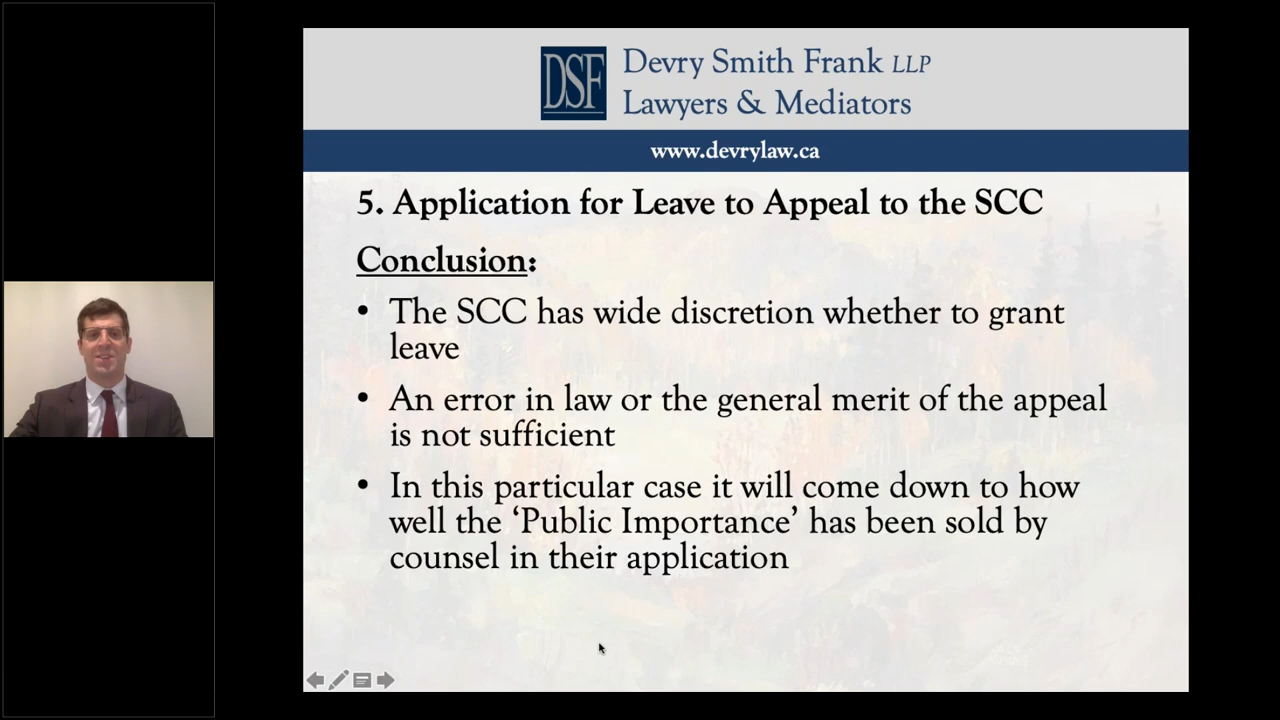 DSF
Devry Smith Frank LLP
Lawyers & Mediators
www.devrylaw.ca
5. Application for Leave to Appeal to the SCC
Conclusion:
• The SCC has wide discretion whether to grant
leave
• An error in law or the general merit of the appeal
is not sufficient
• In this particular case it will come down to how
well the ‘Public Importance’ has been sold by
counsel in their application